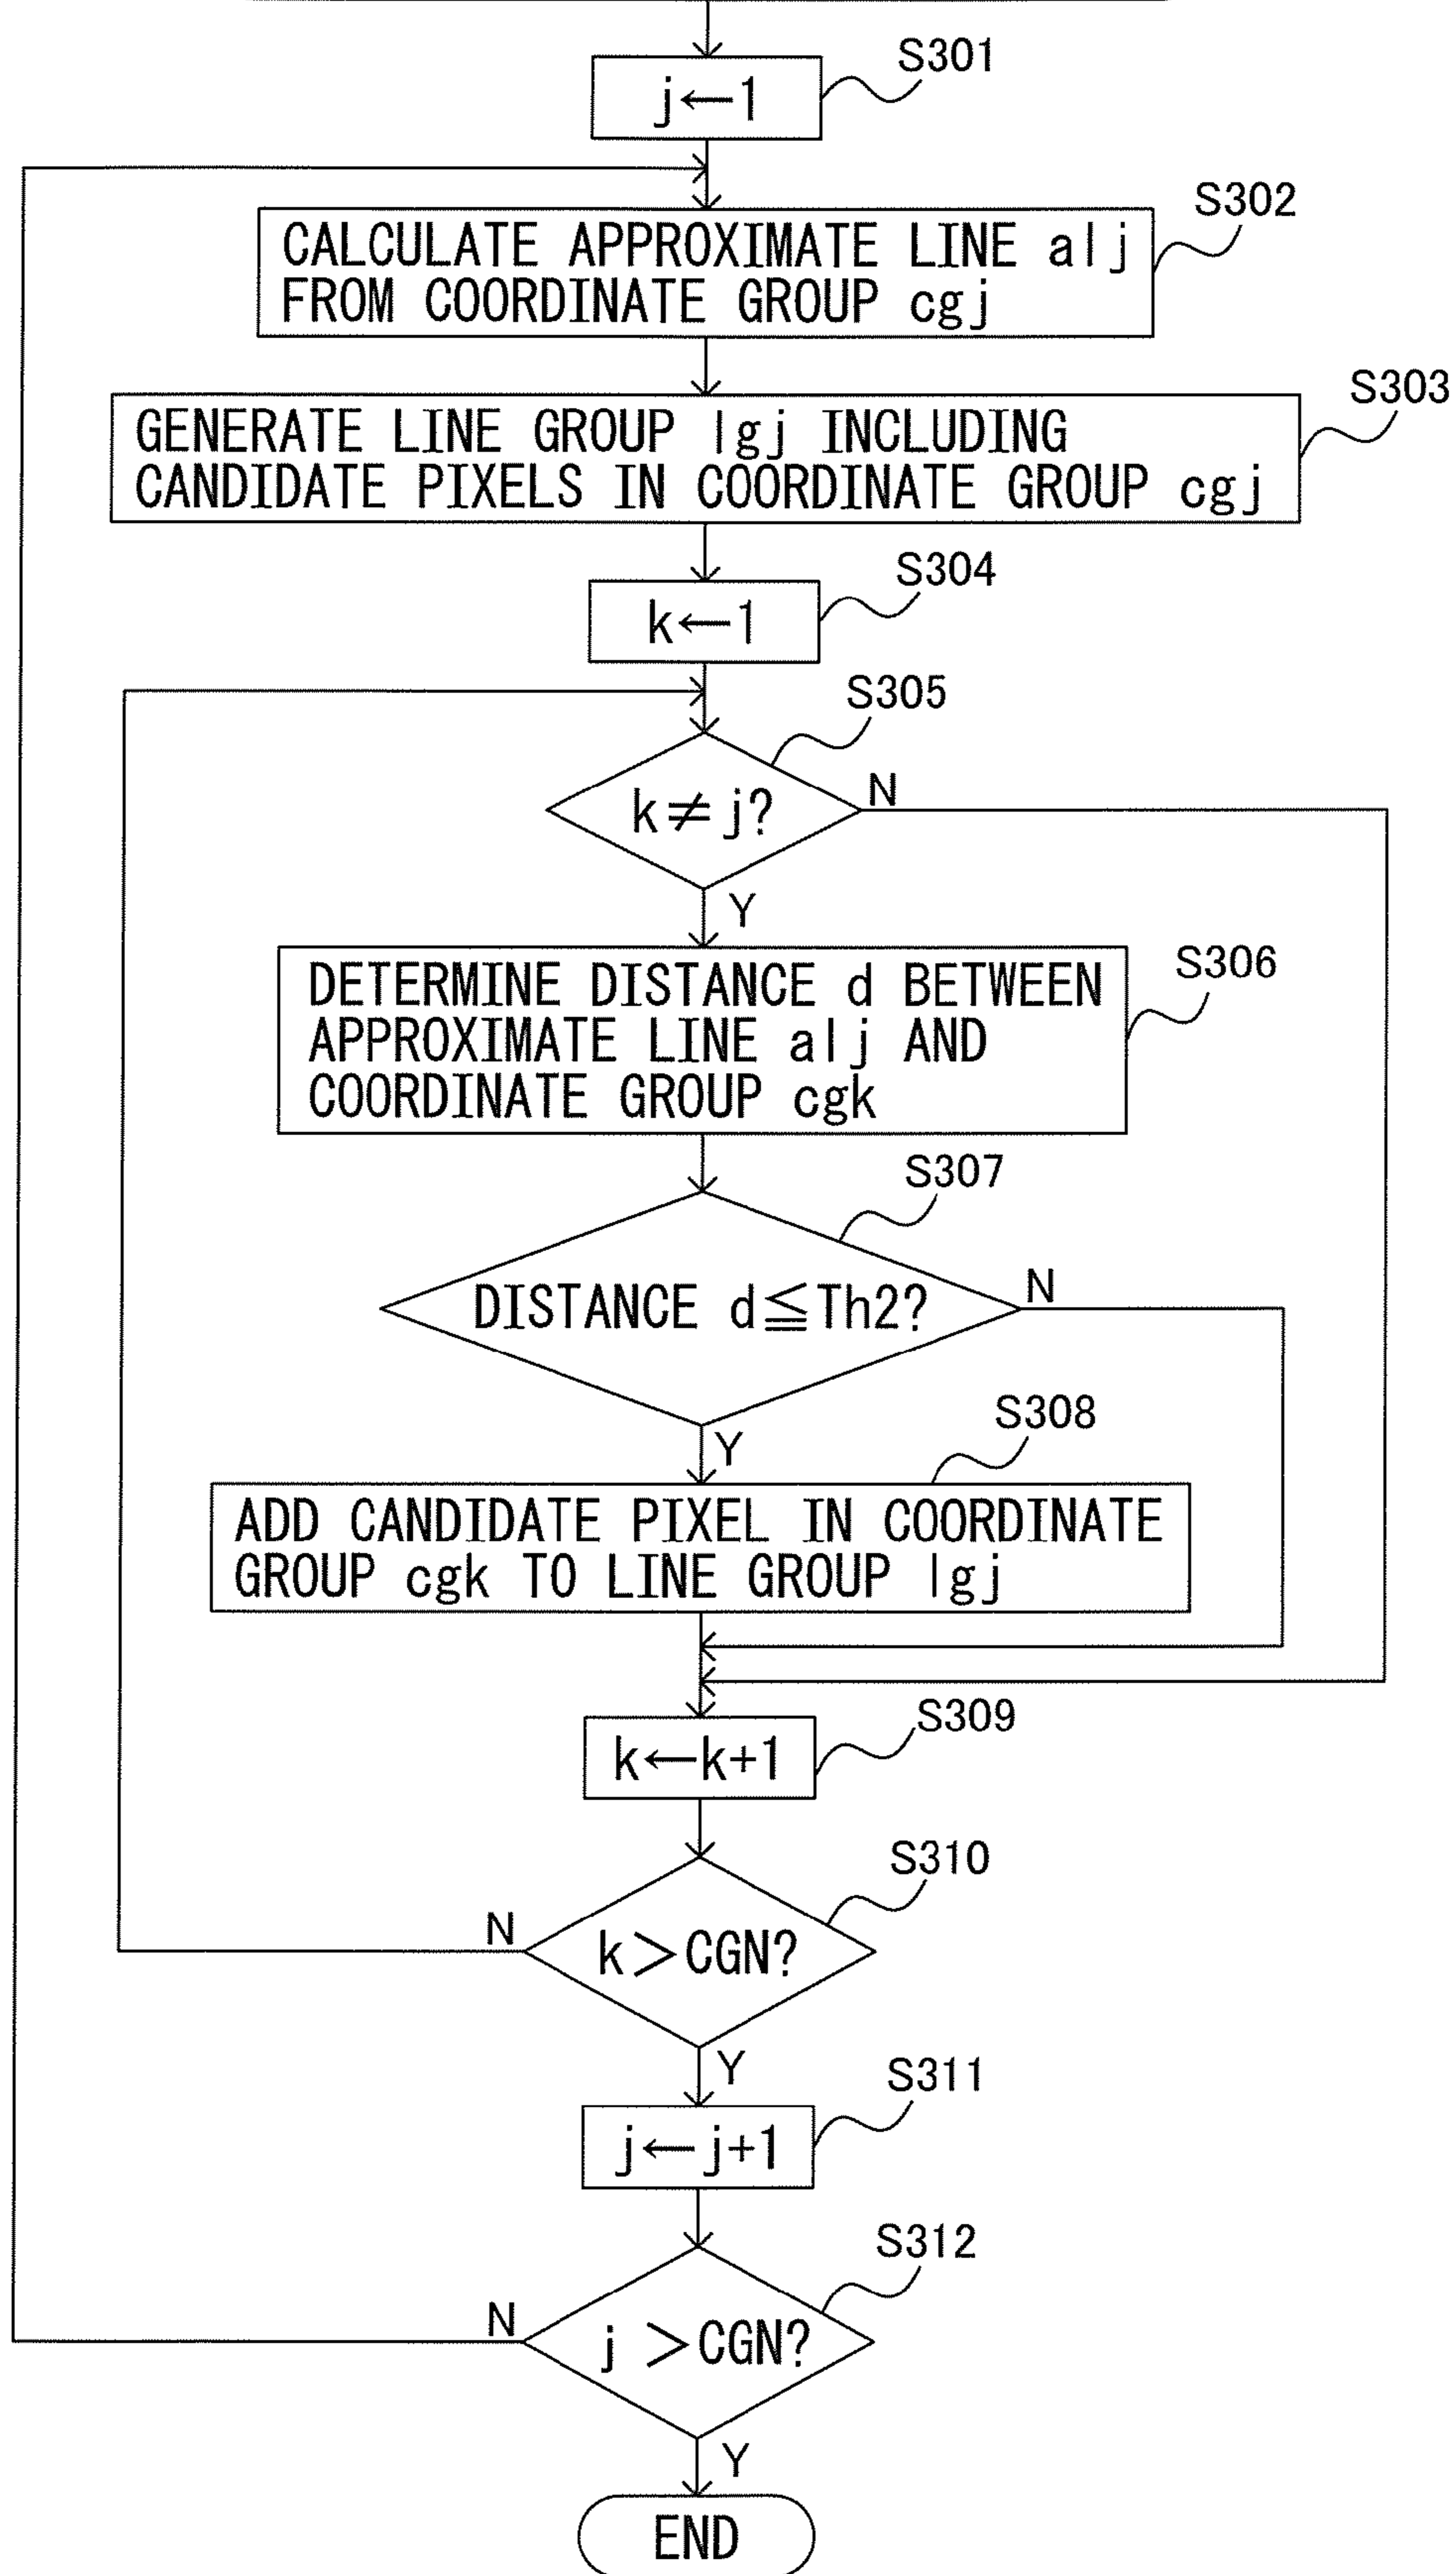 S301
j←1
S302
CALCULATE APPROXIMATE LINE alj
FROM COORDINATE GROUP cgj
S303
GENERATE LINE GROUP lgj INCLUDING
CANDIDATE PIXELS IN COORDINATE GROUP cgj
S304
k←1
S305
k≠j?
N
Y
S306
DETERMINE DISTANCE d BETWEEN
APPROXIMATE LINE alj AND
COORDINATE GROUP cgk
S307
DISTANCE d≦Th2?
N
Y
S308
ADD CANDIDATE PIXEL IN COORDINATE
GROUP cgk TO LINE GROUP lgj
S309
k←k+1
S310
N
k>CGN?
Y
S311
j←j+1
S312
N
j >CGN?
Y
END